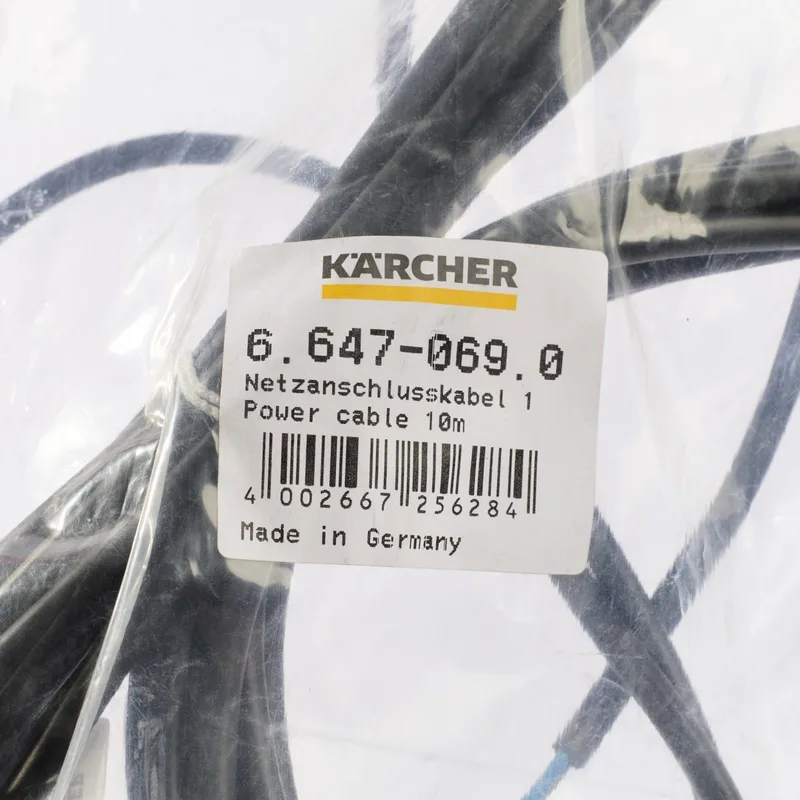 KÄRCHER
6.647-069.0
Netzanschlusskabel 1
Power cable 10m
4 002667 256284
Made in Germany